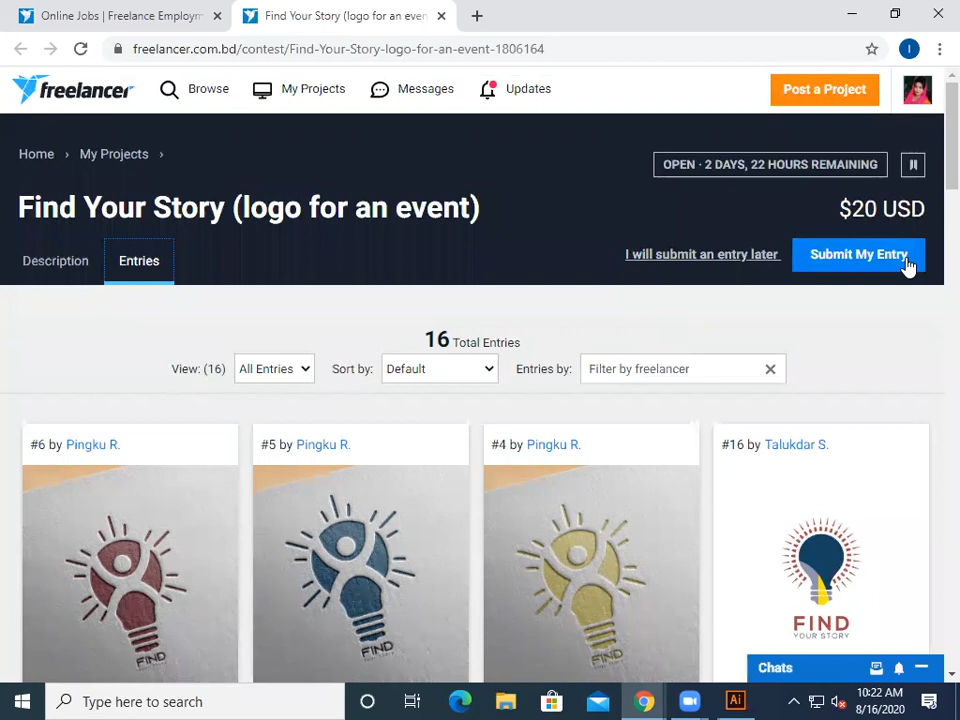 Online Jobs | Freelance Employm
Find Your Story (logo for an even
freelancer.com.bd/contest/Find-Your-Story-logo-for-an-event-1806164
I
freelancer
Browse
My Projects
Messages
Updates
Post a Project
Home › My Projects ›
OPEN · 2 DAYS, 22 HOURS REMAINING
Find Your Story (logo for an event)
$20 USD
Description
Entries
I will submit an entry later
Submit My Entry
16 Total Entries
View: (16) All Entries Sort by: Default Entries by: Filter by freelancer
#6 by Pingku R.
#5 by Pingku R.
#4 by Pingku R.
#16 by Talukdar S.
FIND
FIND
FIND
FIND
YOUR STORY
Chats
Type here to search
Ai
10:22 AM
8/16/2020